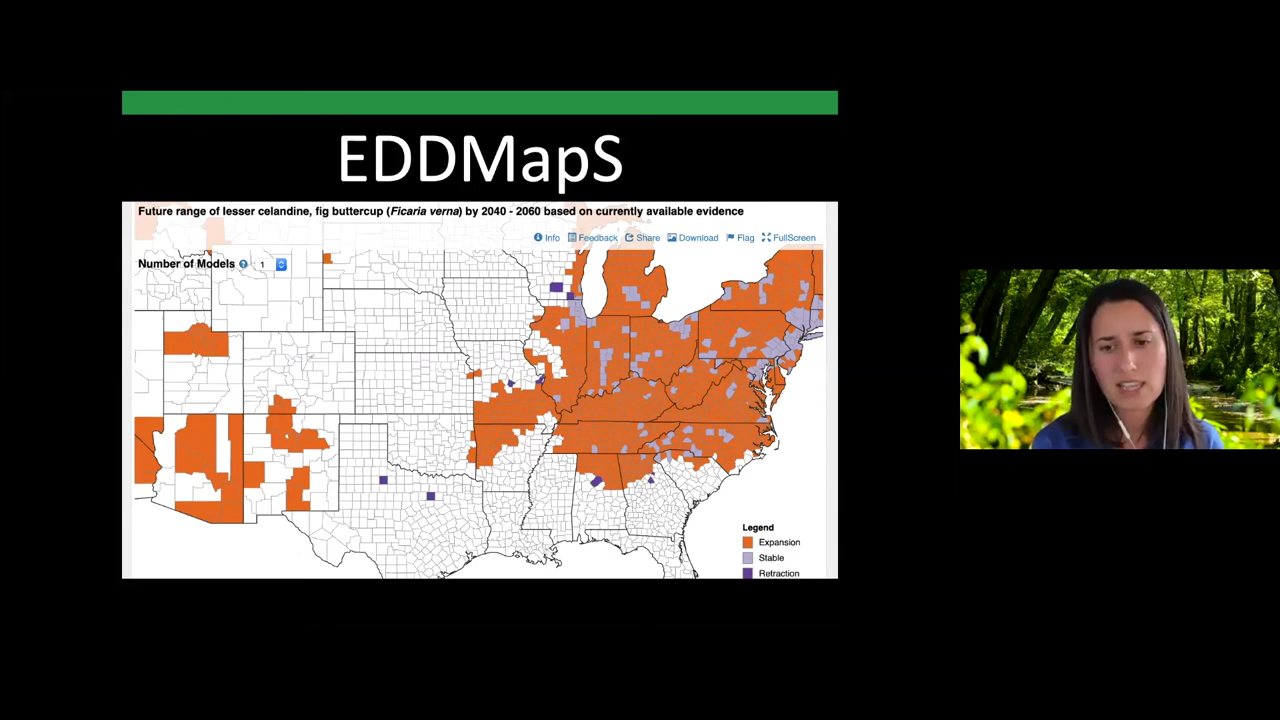 EDDMapS
Future range of lesser celandine, fig buttercup (Ficaria verna) by 2040 - 2060 based on currently available evidence
Info Feedback Share Download Flag FullScreen
Number of Models ? 1
Legend
Expansion
Stable
Retraction